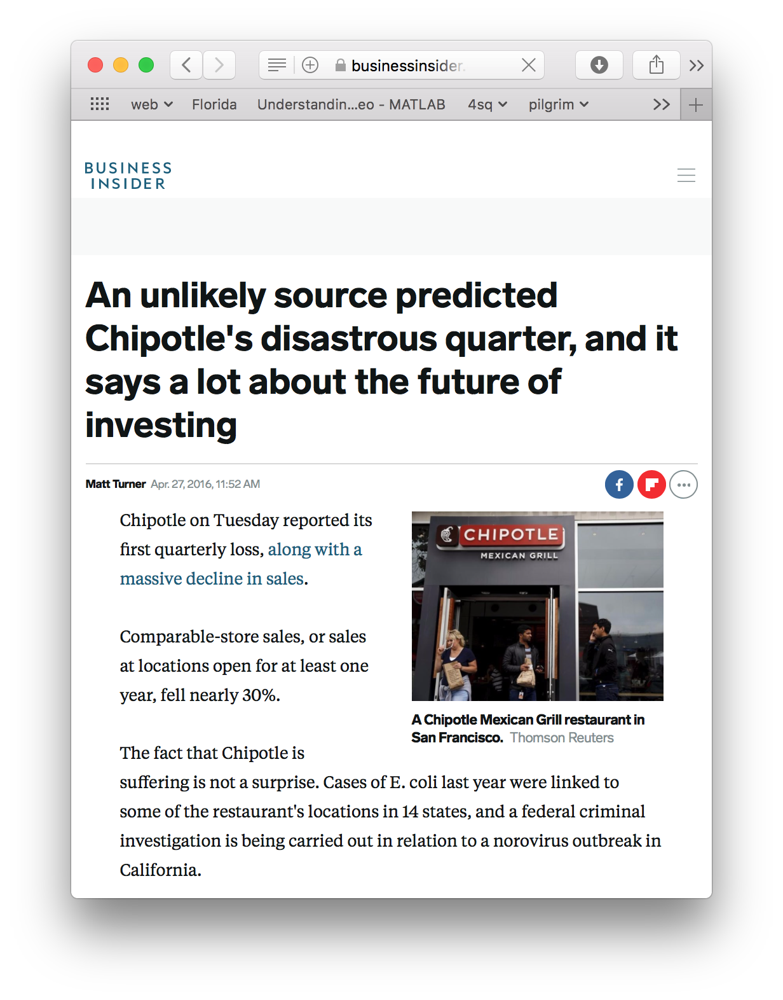 businessinsider.
web Florida Understandin...eo - MATLAB 4sq pilgrim
BUSINESS
INSIDER
An unlikely source predicted
Chipotle's disastrous quarter, and it
says a lot about the future of
investing
Matt Turner Apr. 27, 2016, 11:52 AM
Chipotle on Tuesday reported its
first quarterly loss, along with a
massive decline in sales.
Comparable-store sales, or sales
at locations open for at least one
year, fell nearly 30%.
CHIPOTLE
MEXICAN GRILL
A Chipotle Mexican Grill restaurant in
San Francisco. Thomson Reuters
The fact that Chipotle is
suffering is not a surprise. Cases of E. coli last year were linked to
some of the restaurant's locations in 14 states, and a federal criminal
investigation is being carried out in relation to a norovirus outbreak in
California.